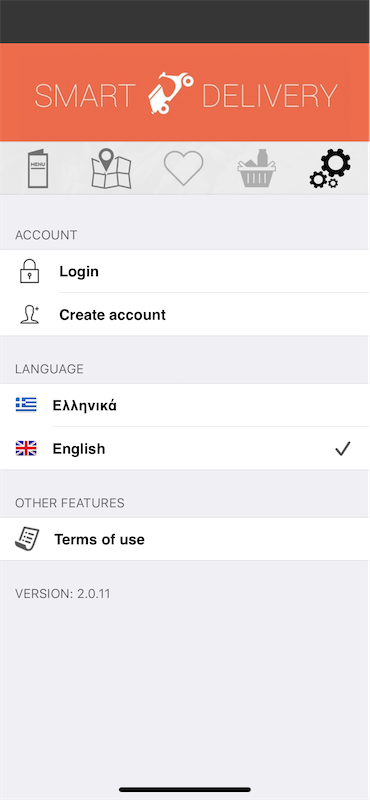 SMART DELIVERY
MENU
ACCOUNT
Login
Create account
LANGUAGE
Ελληνικά
English
OTHER FEATURES
Terms of use
VERSION: 2.0.11